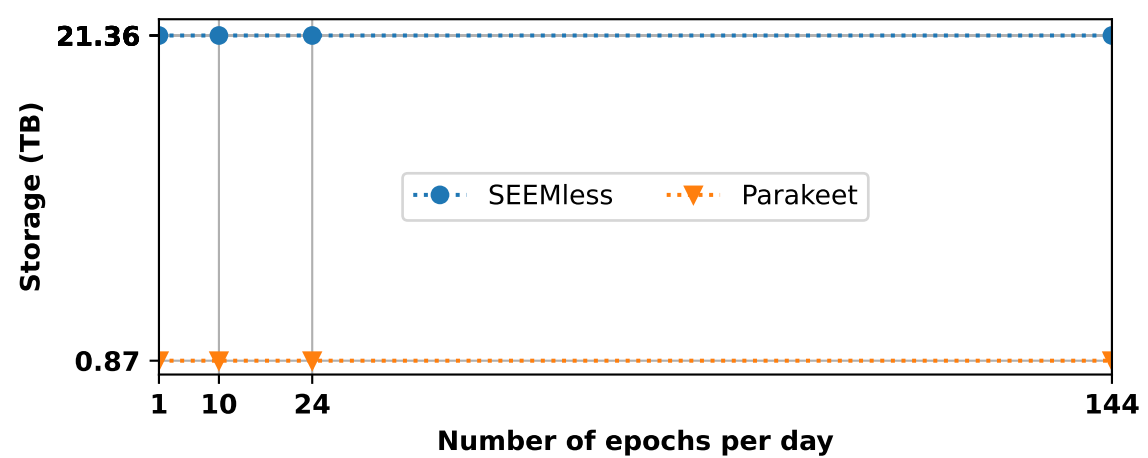 21.36
Storage (TB)
SEEMless
Parakeet
0.87
1 10 24 144
Number of epochs per day